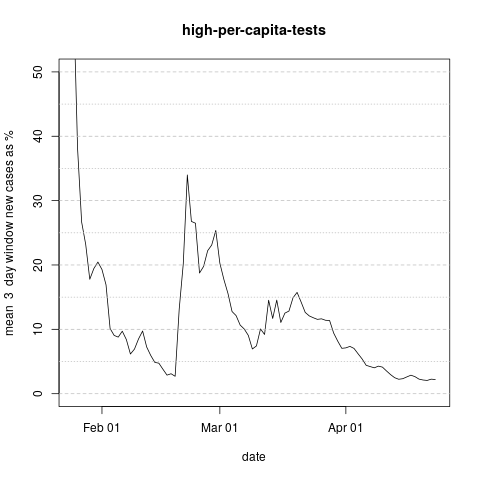 high-per-capita-tests
mean 3 day window new cases as %
50
40
30
20
10
0
Feb 01
Mar 01
Apr 01
date